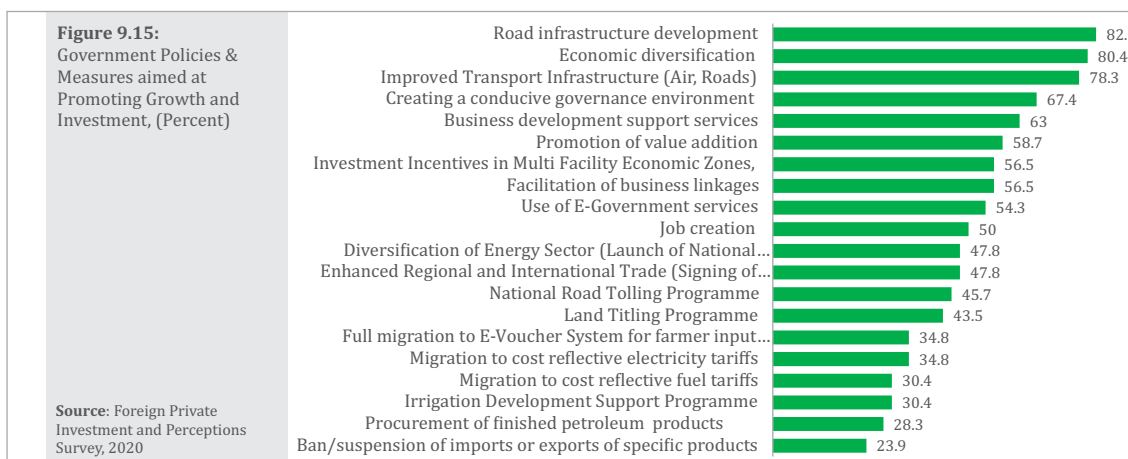 Figure 9.15:
Government Policies &
Measures aimed at
Promoting Growth and
Investment, (Percent)
Source: Foreign Private
Investment and Perceptions
Survey, 2020
Road infrastructure development 82.
Economic diversification 80.4
Improved Transport Infrastructure (Air, Roads) 78.3
Creating a conducive governance environment 67.4
Business development support services 63
Promotion of value addition 58.7
Investment Incentives in Multi Facility Economic Zones, 56.5
Facilitation of business linkages 56.5
Use of E-Government services 54.3
Job creation 50
Diversification of Energy Sector (Launch of National... 47.8
Enhanced Regional and International Trade (Signing of... 47.8
National Road Tolling Programme 45.7
Land Titling Programme 43.5
Full migration to E-Voucher System for farmer input... 34.8
Migration to cost reflective electricity tariffs 34.8
Migration to cost reflective fuel tariffs 30.4
Irrigation Development Support Programme 30.4
Procurement of finished petroleum products 28.3
Ban/suspension of imports or exports of specific products 23.9